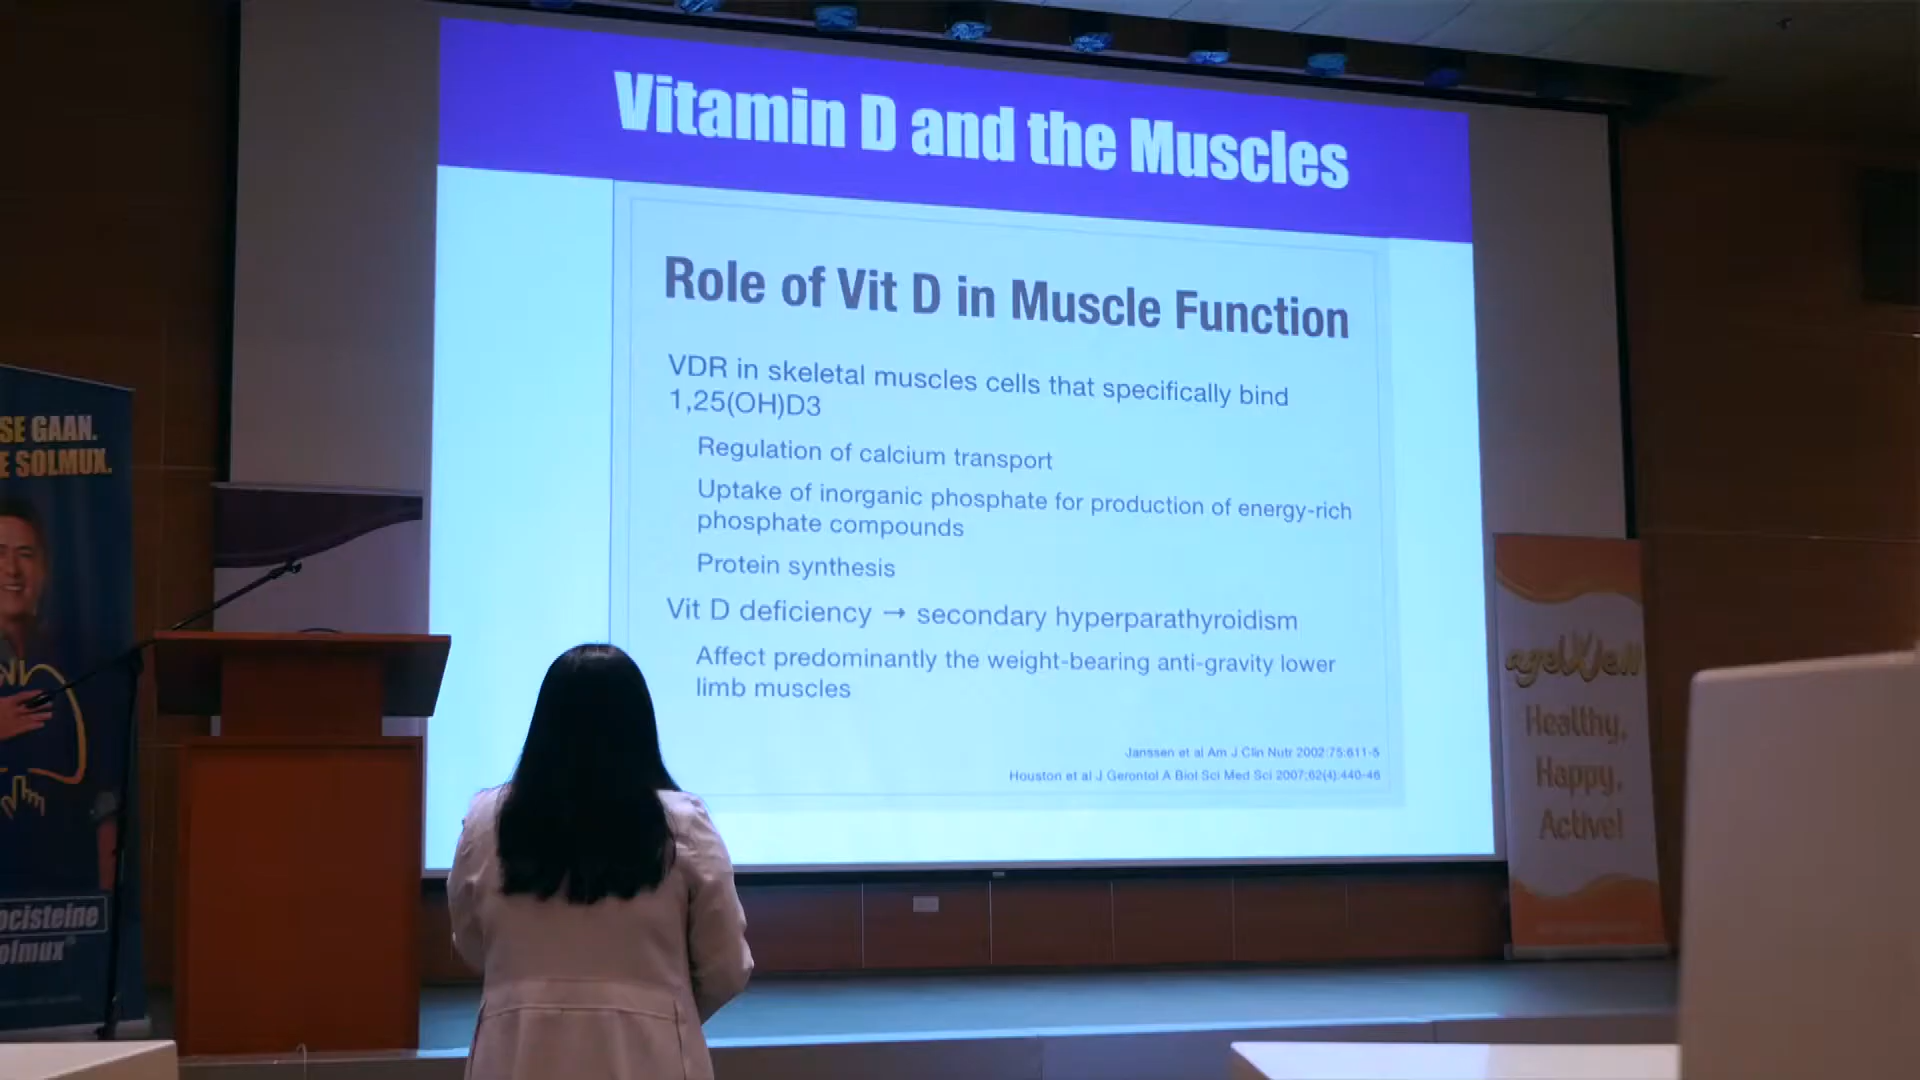 Vitamin D and the Muscles
Role of Vit D in Muscle Function
VDR in skeletal muscles cells that specifically bind
1,25(OH)D3
Regulation of calcium transport
Uptake of inorganic phosphate for production of energy-rich
phosphate compounds
Protein synthesis
Vit D deficiency → secondary hyperparathyroidism
Affect predominantly the weight-bearing anti-gravity lower
limb muscles
Janssen et al Am J Clin Nutr 2002;75:611-5
Houston et al J Gerontol A Biol Sci Med Sci 2007;62(4):440-46
SE GAAN.
E SOLMUX.
ocisteine
olmux®
ageWell
Healthy,
Happy,
Active!